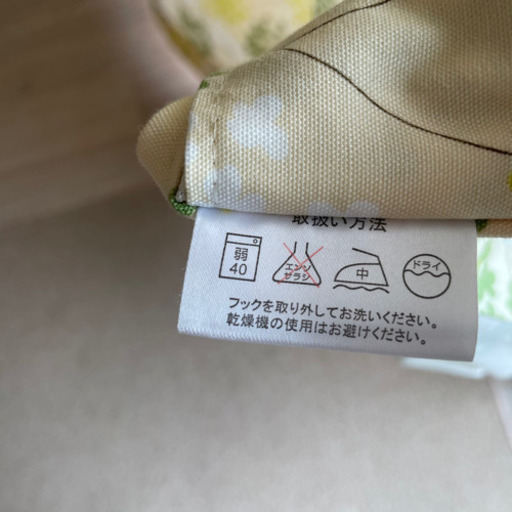 取扱い方法
弱
40
エンソ
サラシ
中
ドライ
フックを取り外してお洗いください。
乾燥機の使用はお避けください。